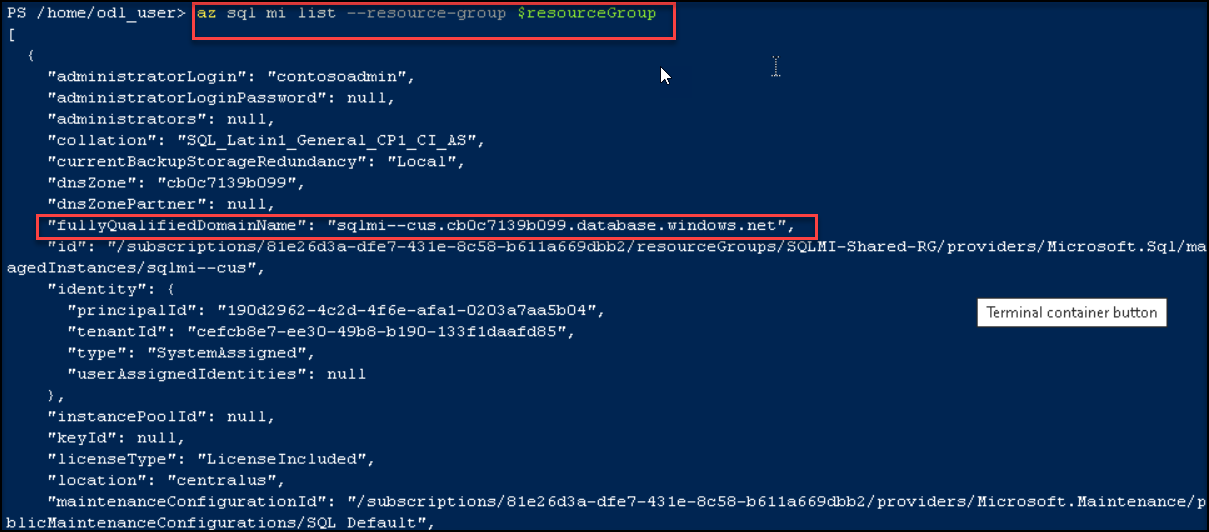 PS /home/odl_user> az sql mi list --resource-group $resourceGroup
[
  {
    "administratorLogin": "contosoadmin",
    "administratorLoginPassword": null,
    "administrators": null,
    "collation": "SQL_Latin1_General_CP1_CI_AS",
    "currentBackupStorageRedundancy": "Local",
    "dnsZone": "cb0c7139b099",
    "dnsZonePartner": null,
    "fullyQualifiedDomainName": "sqlmi--cus.cb0c7139b099.database.windows.net",
    "id": "/subscriptions/81e26d3a-dfe7-431e-8c58-b611a669dbb2/resourceGroups/SQLMI-Shared-RG/providers/Microsoft.Sql/ma
nagedInstances/sqlmi--cus",
    "identity": {
      "principalId": "190d2962-4c2d-4f6e-afa1-0203a7aa5b04",
      "tenantId": "cefcb8e7-ee30-49b8-b190-133f1daafd85",
      "type": "SystemAssigned",
      "userAssignedIdentities": null
    },
    "instancePoolId": null,
    "keyId": null,
    "licenseType": "LicenseIncluded",
    "location": "centralus",
    "maintenanceConfigurationId": "/subscriptions/81e26d3a-dfe7-431e-8c58-b611a669dbb2/providers/Microsoft.Maintenance/p
blicMaintenanceConfigurations/SQL_Default",
Terminal container button